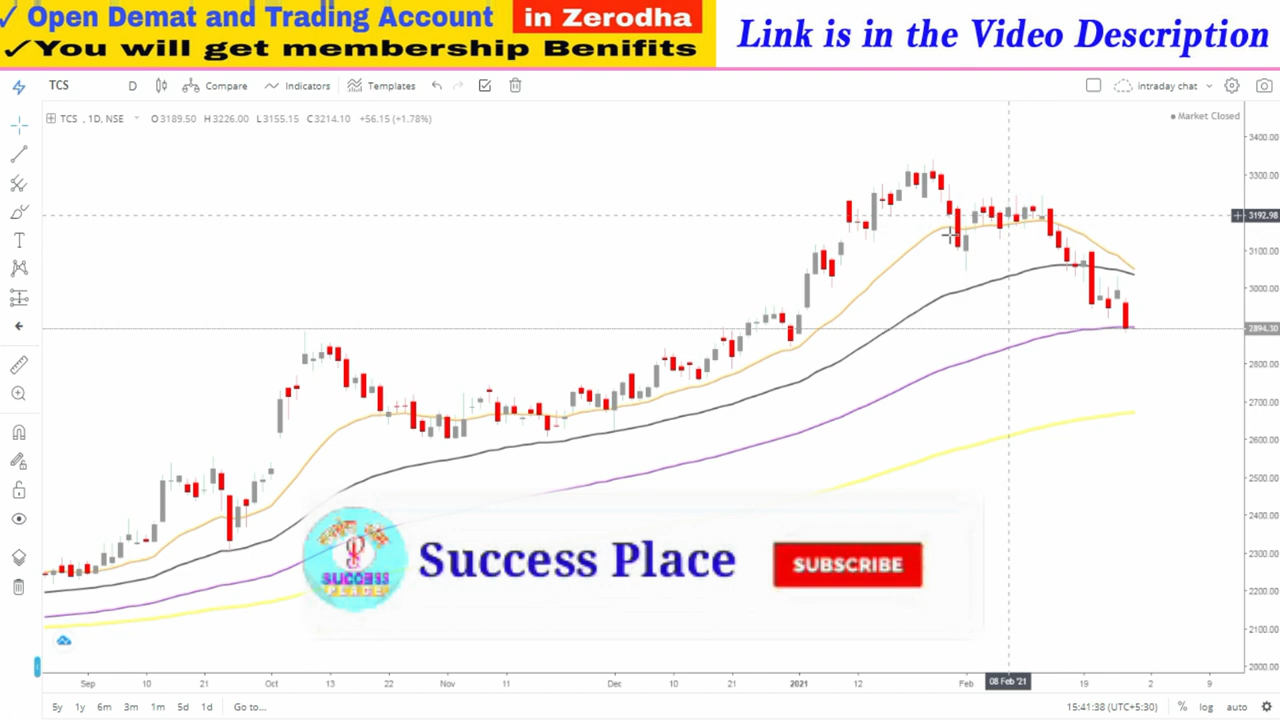 ✓ Open Demat and Trading Account in Zerodha
✓You will get membership Benifits
Link is in the Video Description
TCS D Compare Indicators Templates intraday chat
TCS , 1D, NSE O3189.50 H3226.00 L3155.15 C3214.10 +56.15 (+1.78%)
Market Closed
3400.00
3300.00
3192.98
3100.00
3000.00
2894.30
2800.00
2700.00
2600.00
2500.00
2400.00
2300.00
2200.00
2100.00
2000.00
SUCCESS
PLACE
Success Place
SUBSCRIBE
Sep 10 21 Oct 13 22 Nov 11 Dec 10 21 2021 12 Feb 08 Feb '21 19 2 9
5y 1y 6m 3m 1m 5d 1d Go to... 15:41:38 (UTC+5:30) % log auto